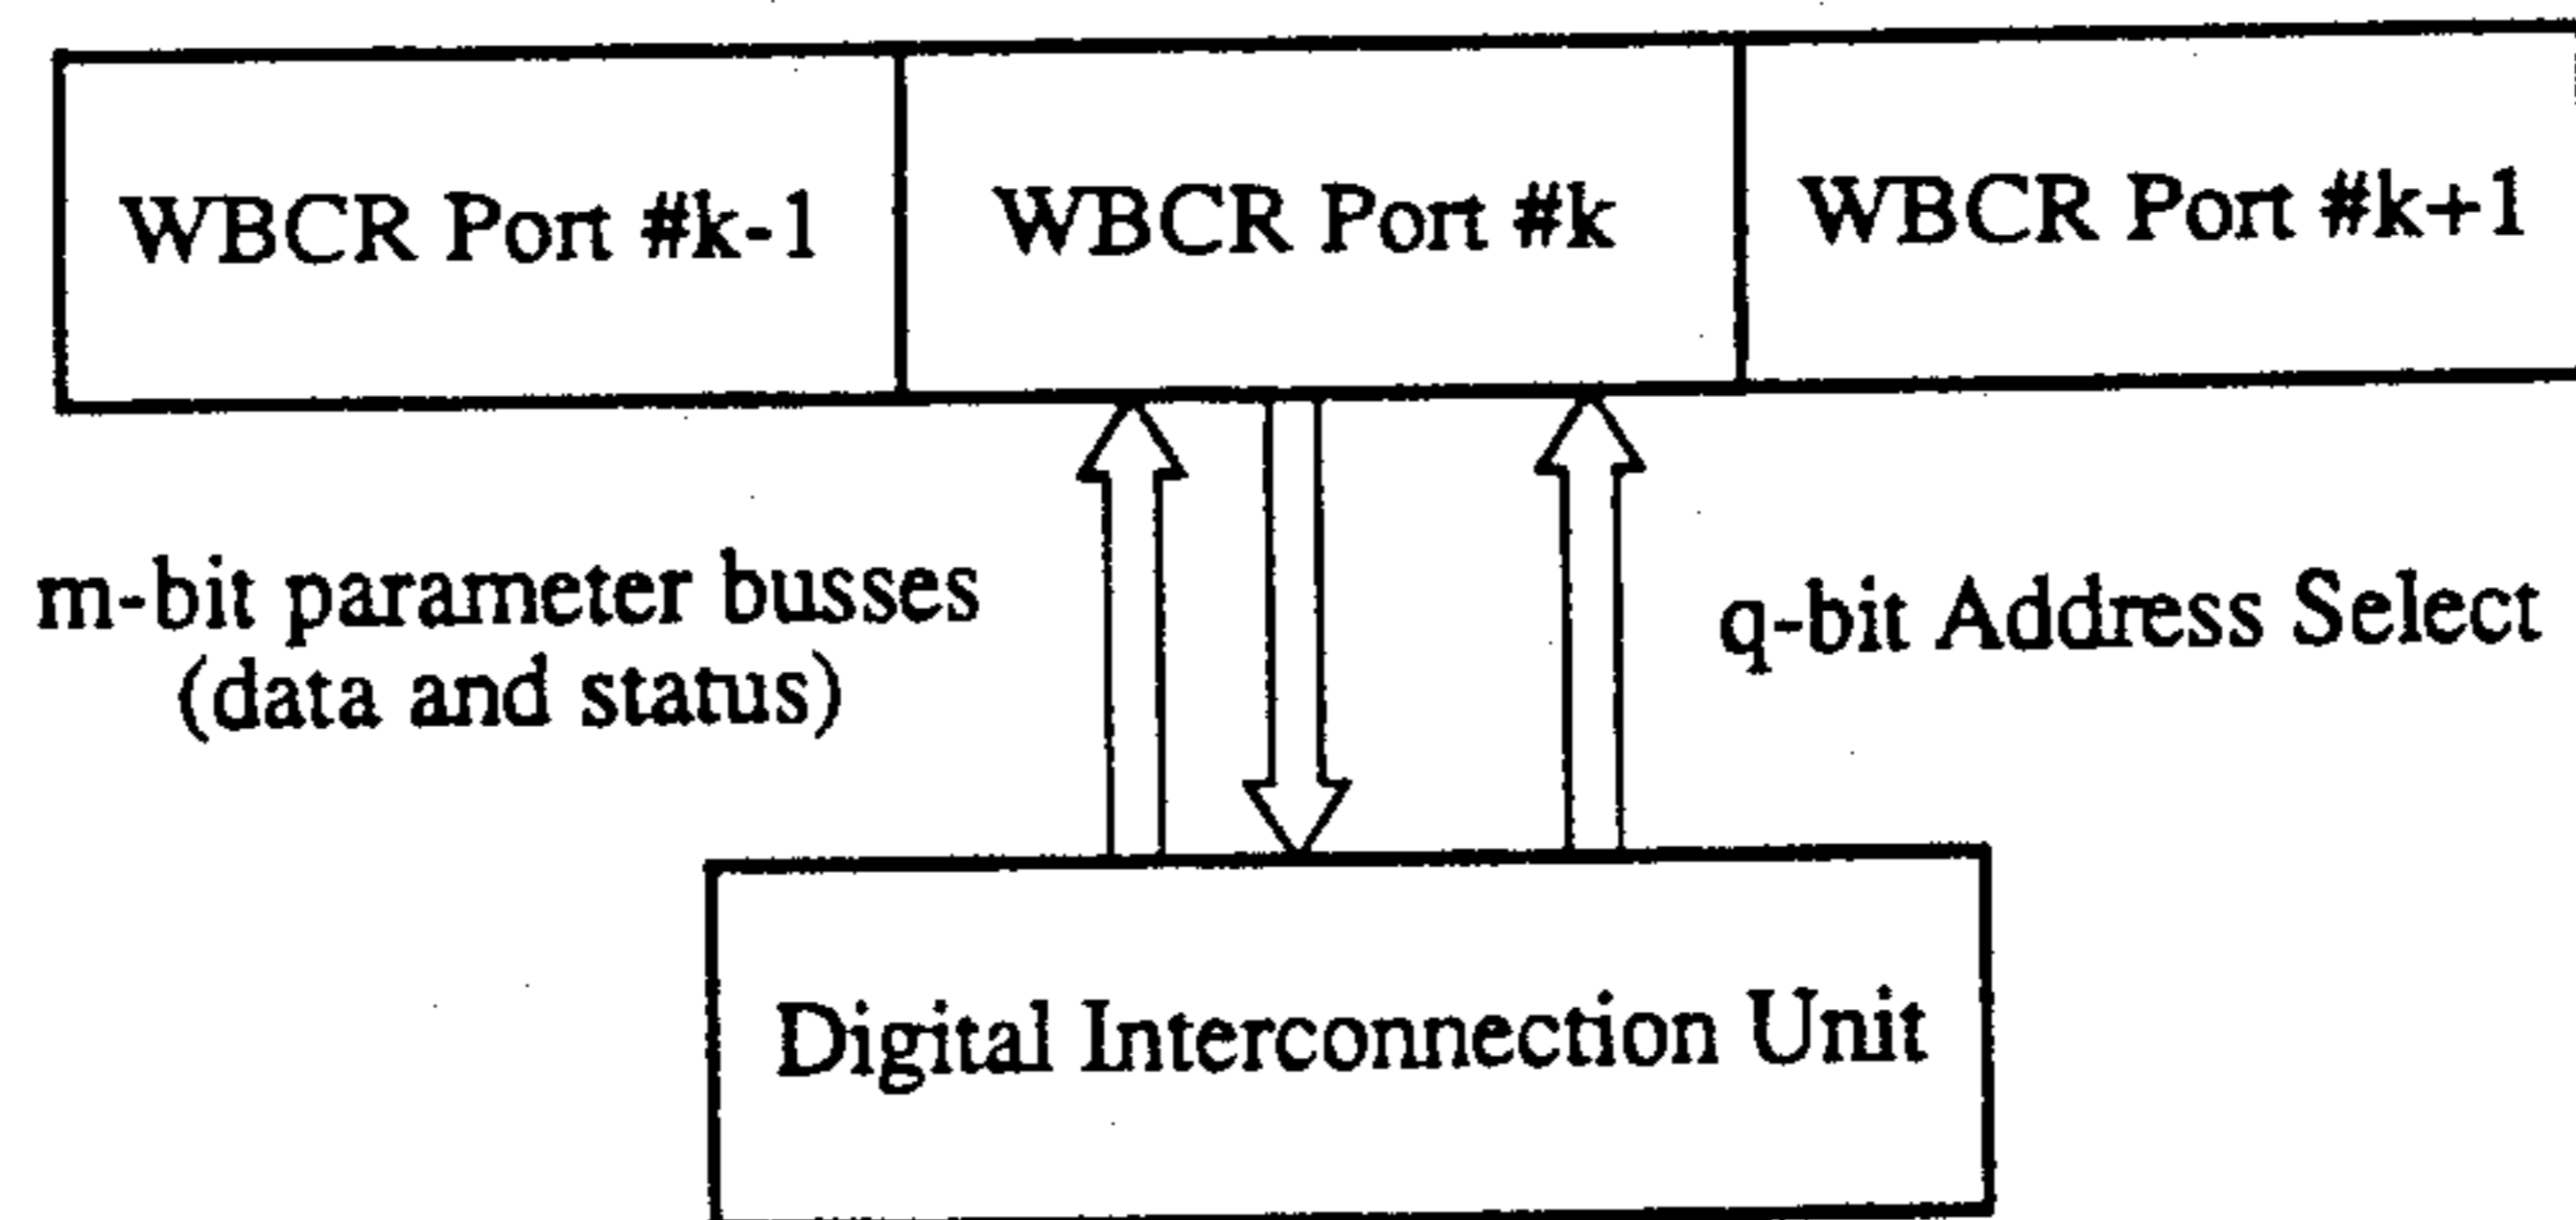 WBCR Port #k-1
WBCR Port #k
WBCR Port #k+1
m-bit parameter busses
(data and status)
q-bit Address Select
Digital Interconnection Unit